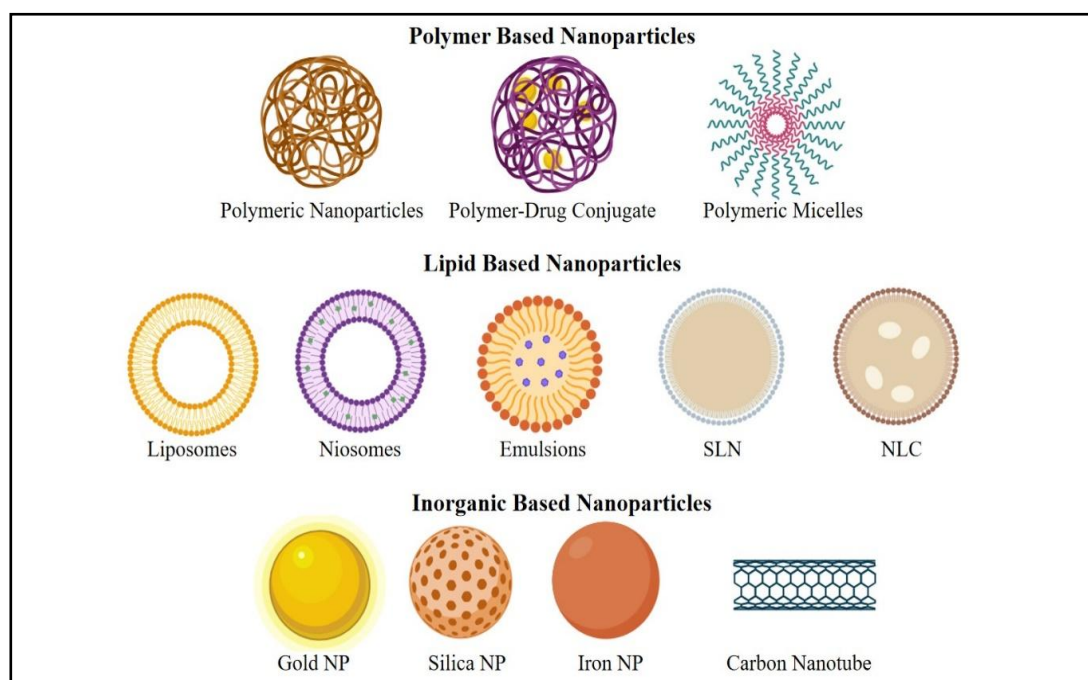 Polymer Based Nanoparticles
Polymeric Nanoparticles Polymer-Drug Conjugate Polymeric Micelles
Lipid Based Nanoparticles
Liposomes Niosomes Emulsions SLN NLC
Inorganic Based Nanoparticles
Gold NP Silica NP Iron NP Carbon Nanotube